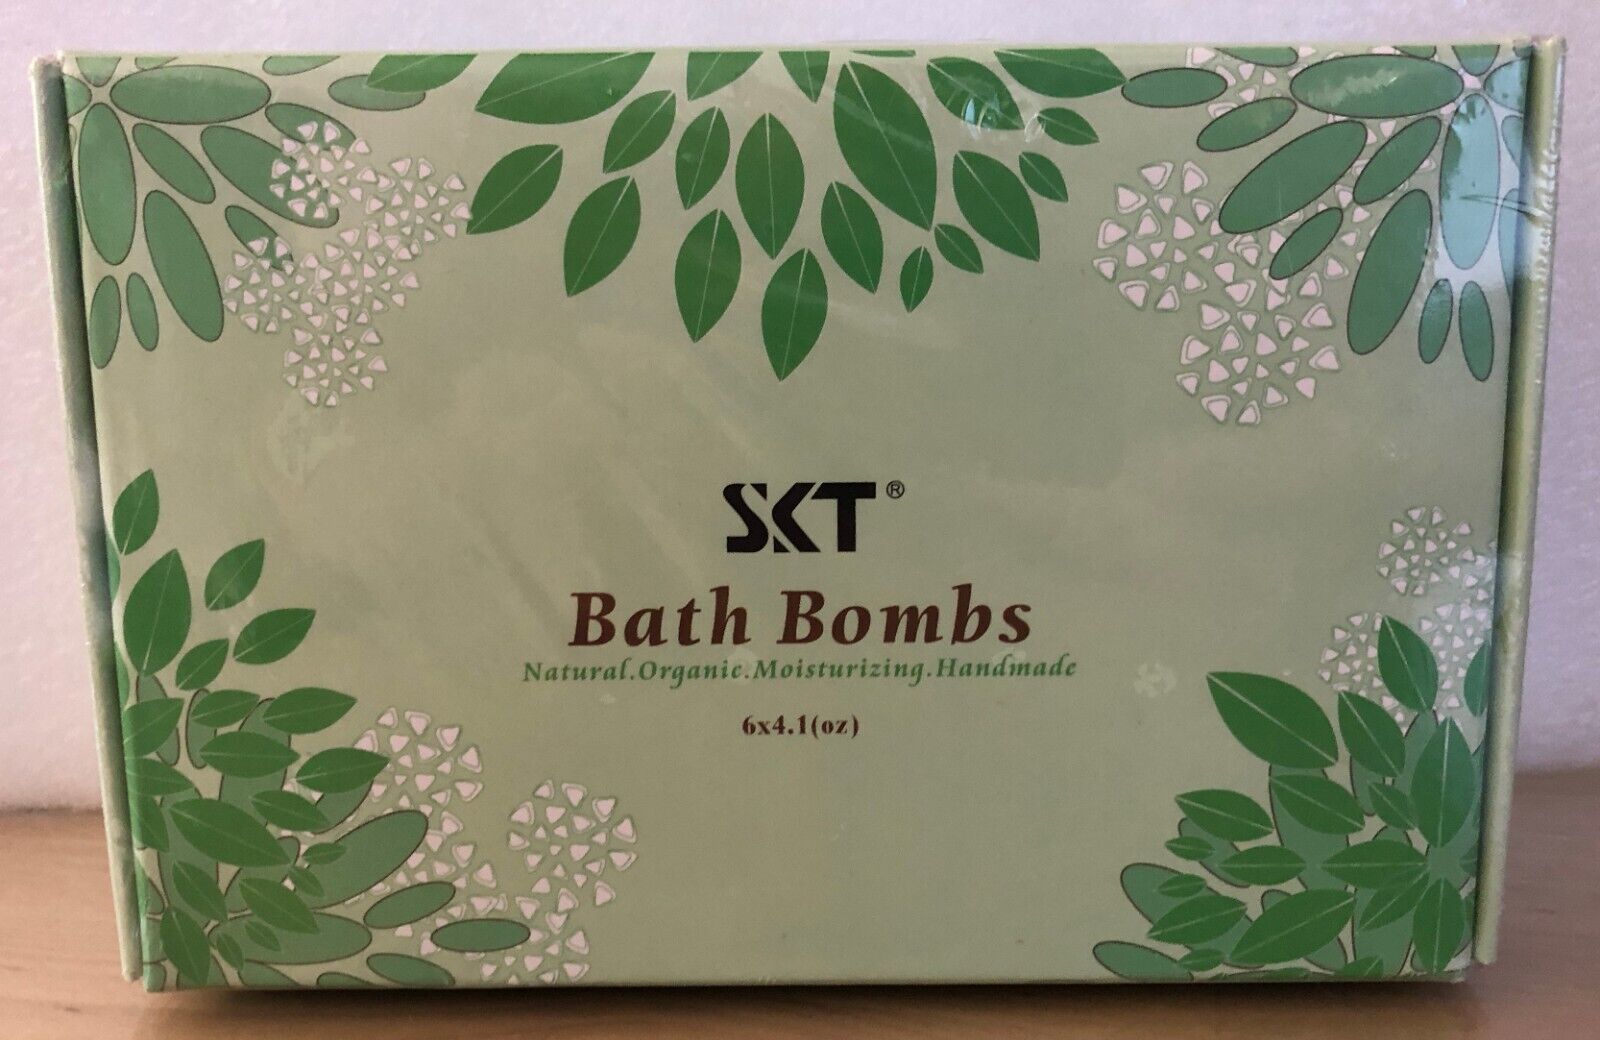 SKT®
Bath Bombs
Natural.Organic.Moisturizing.Handmade
6x4.1(oz)